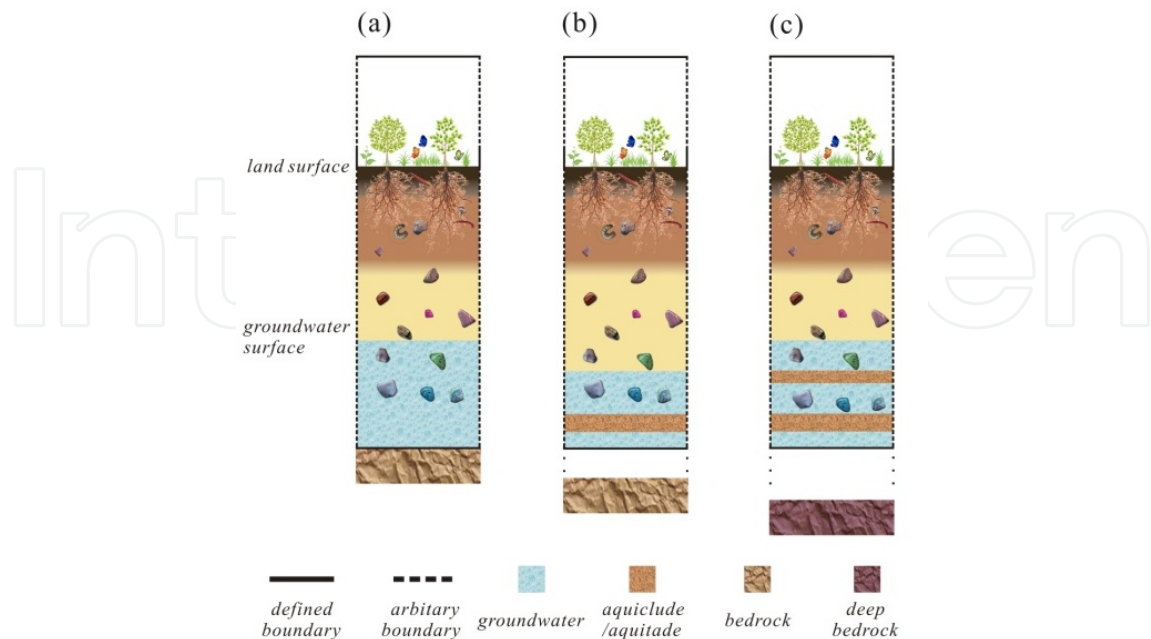 (a)
(b)
(c)
land surface
groundwater
surface
defined
boundary
arbitary
boundary
groundwater
aquiclude
/aquitade
bedrock
deep
bedrock